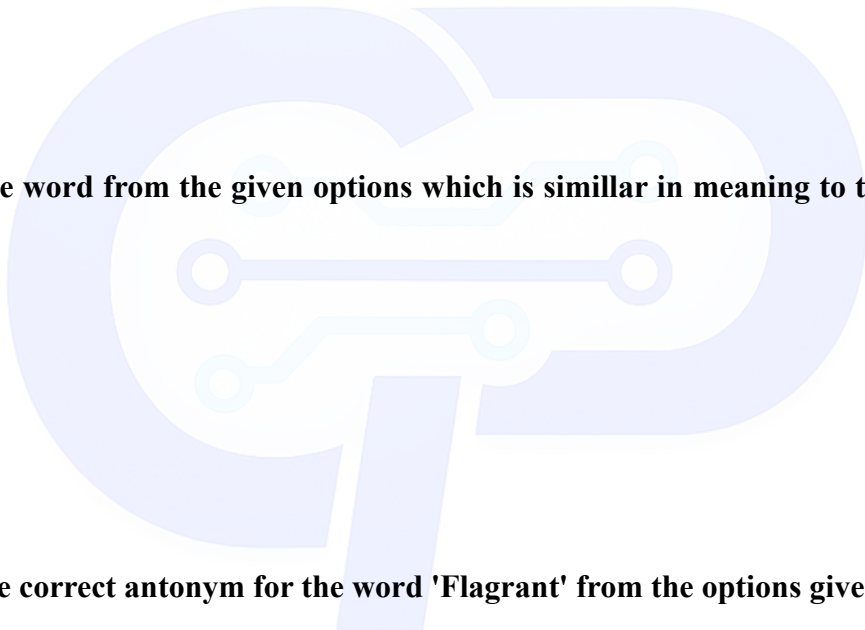 e word from the given options which is simillar in meaning to t
e correct antonym for the word 'Flagrant' from the options give